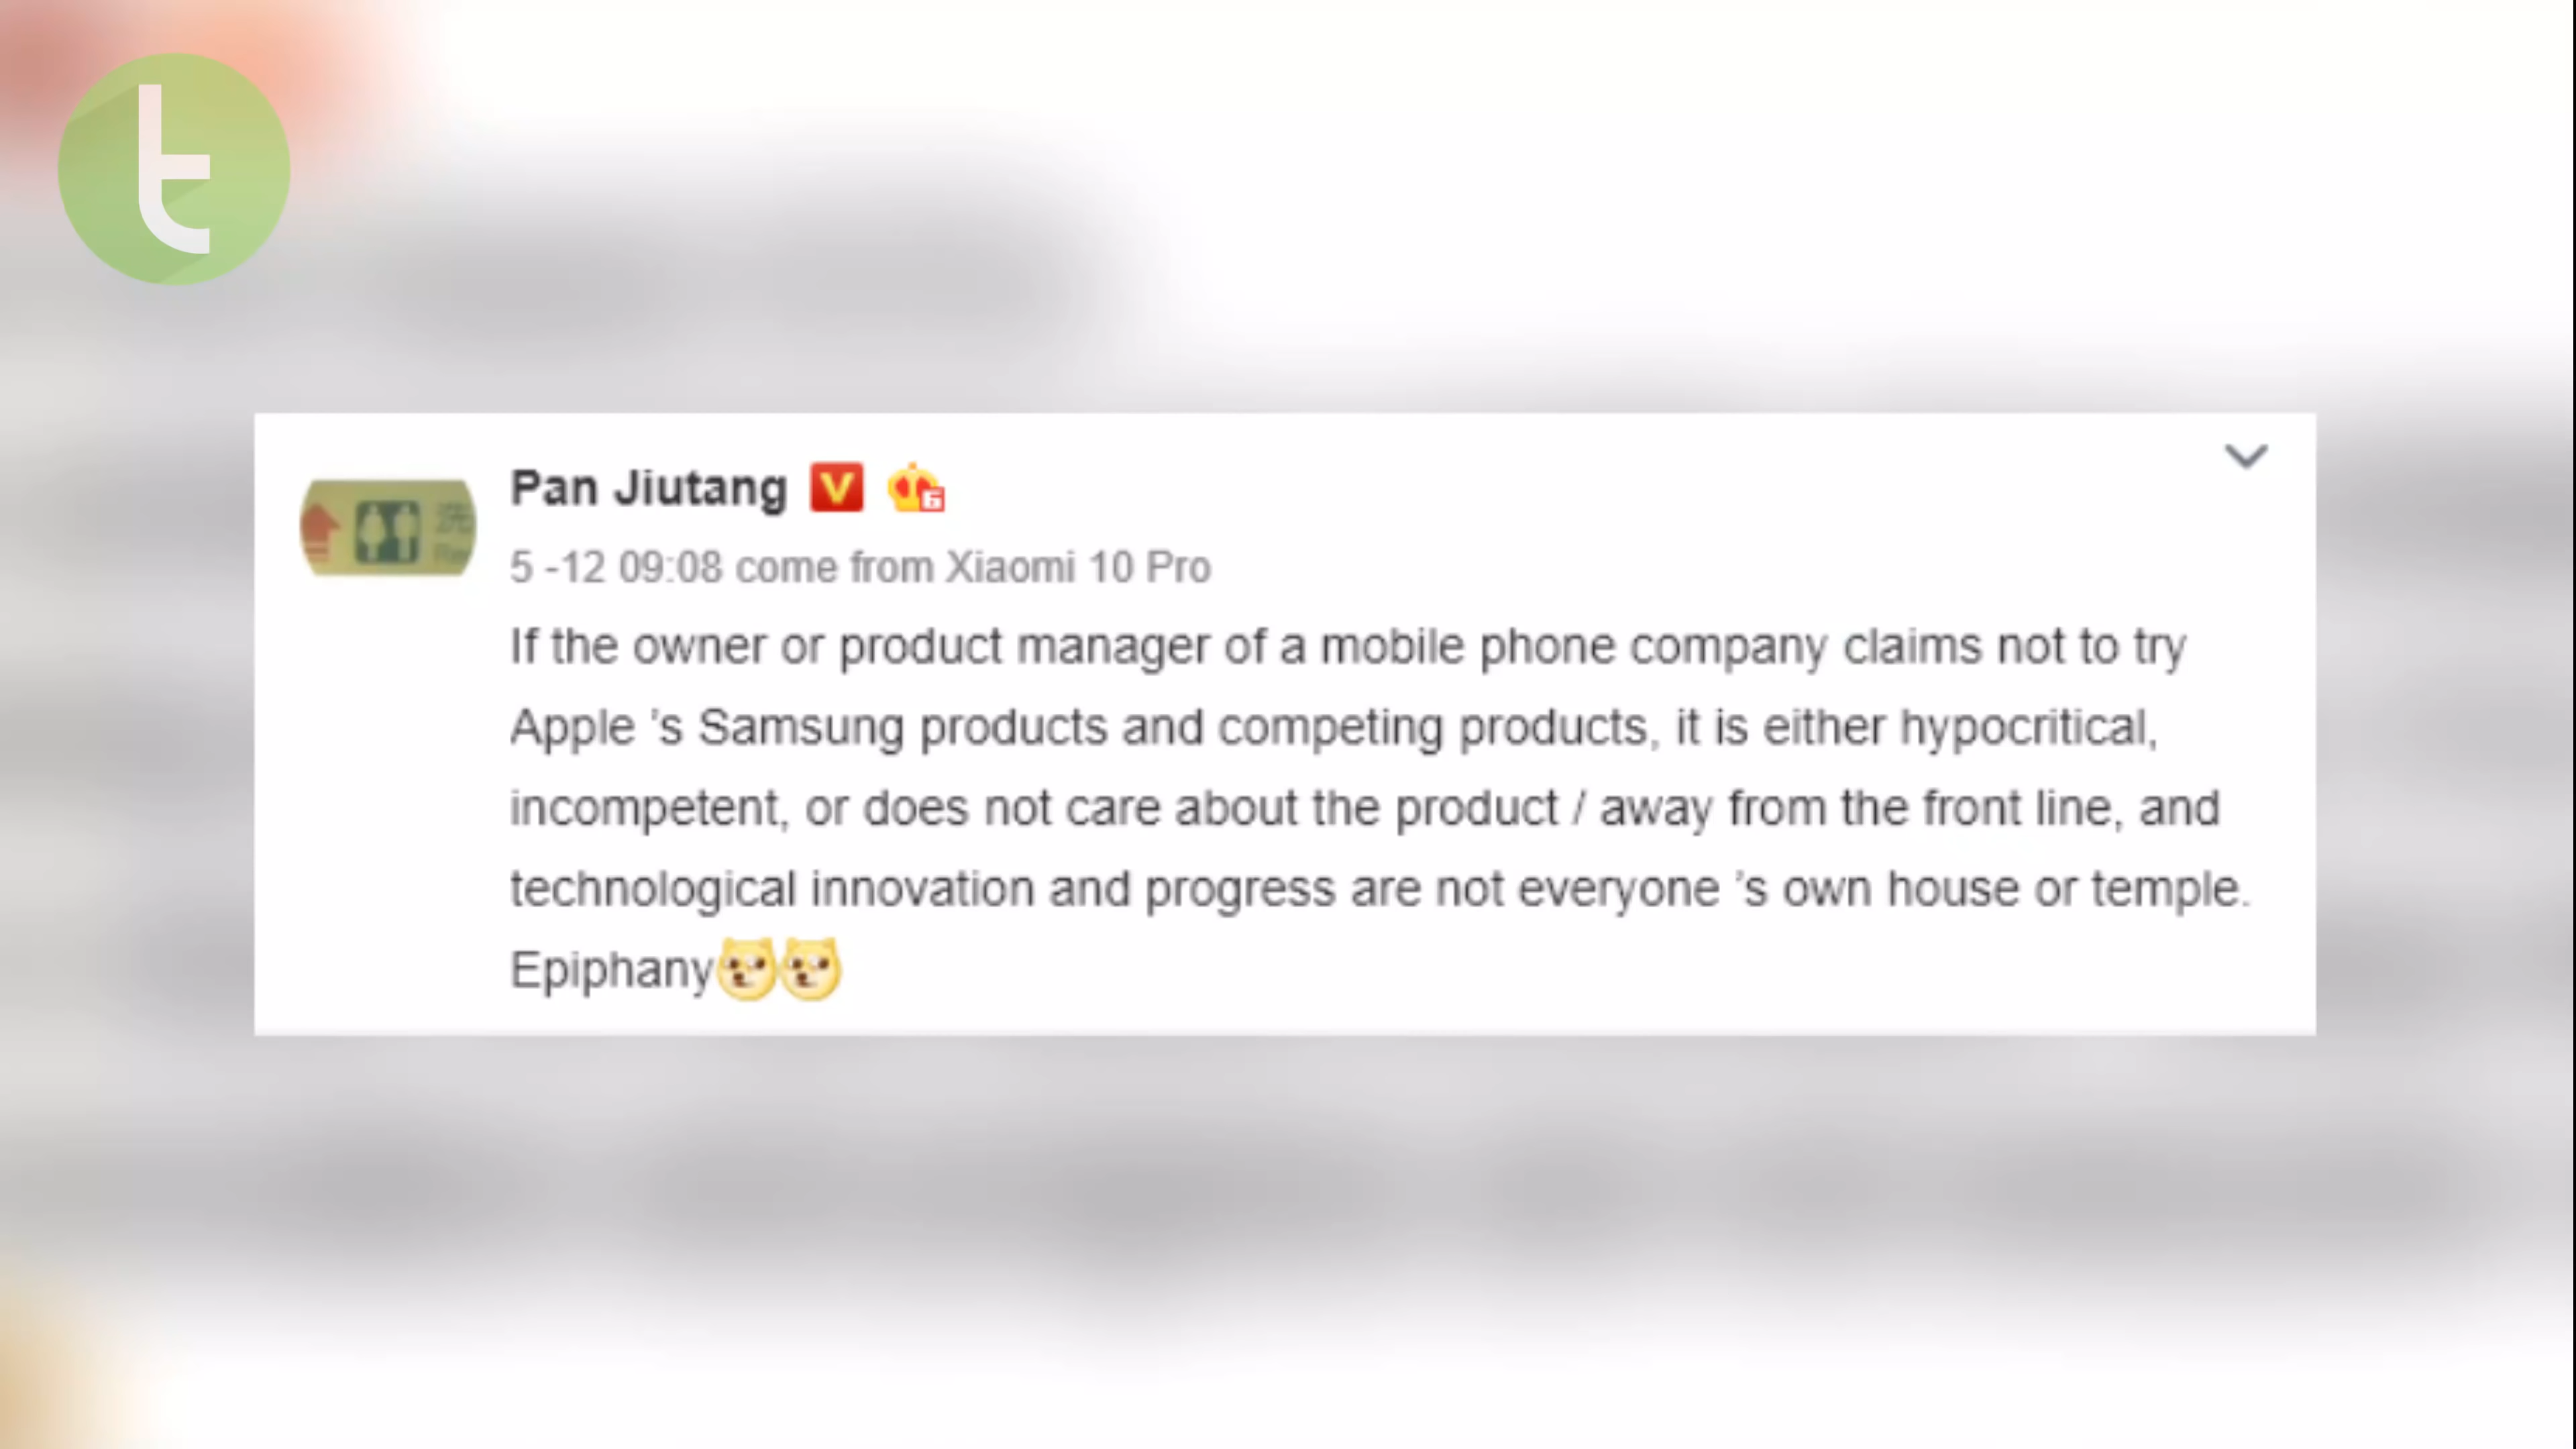 t
Pan Jiutang
5 -12 09:08 come from Xiaomi 10 Pro
If the owner or product manager of a mobile phone company claims not to try
Apple 's Samsung products and competing products, it is either hypocritical,
incompetent, or does not care about the product / away from the front line, and
technological innovation and progress are not everyone 's own house or temple.
Epiphany